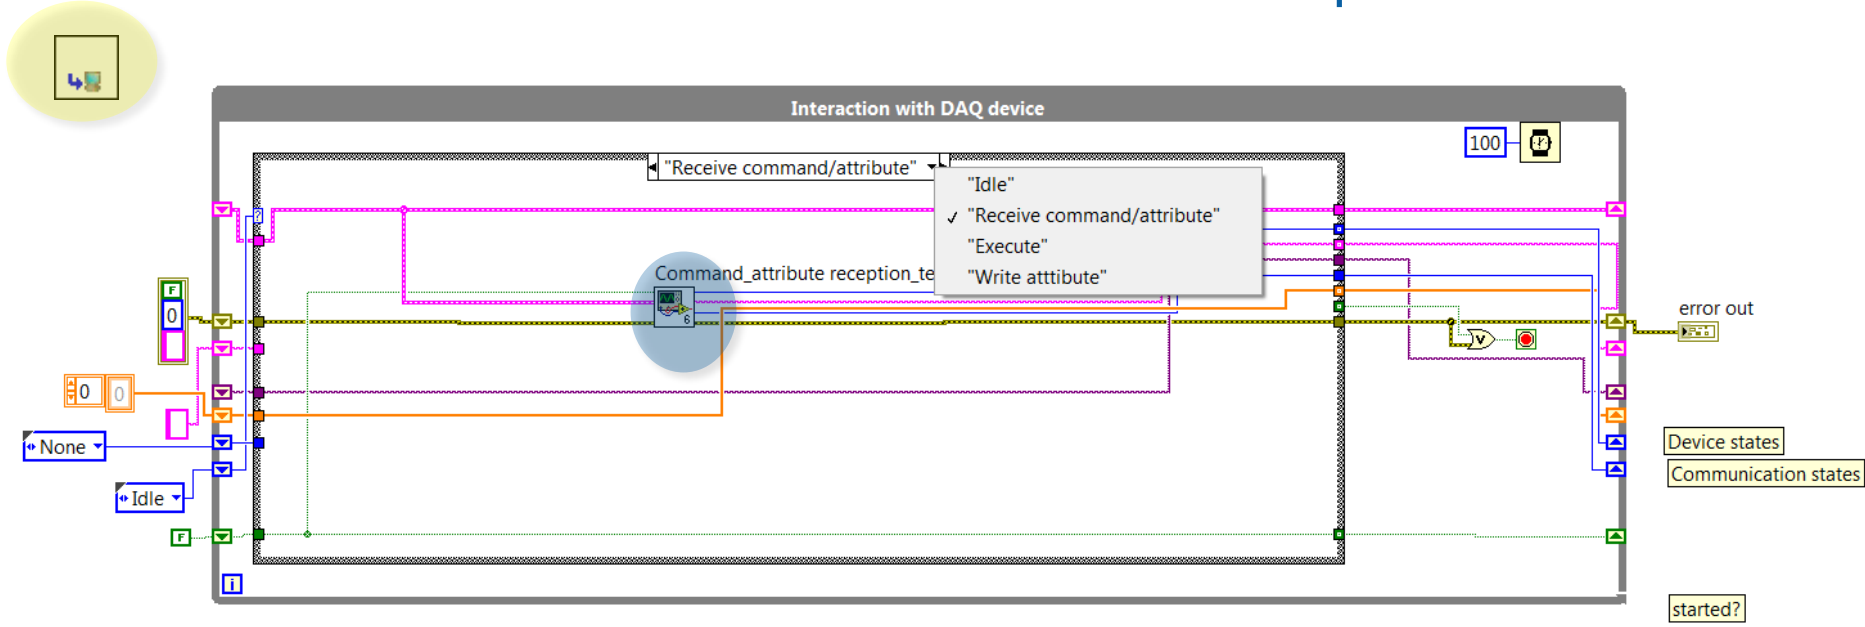 Interaction with DAQ device
100
"Receive command/attribute"
"Idle"
✓ "Receive command/attribute"
"Execute"
"Write atttibute"
?
Command_attribute reception_te
6
F
0
error out
V
0
0
None
Idle
Device states
Communication states
F
i
started?